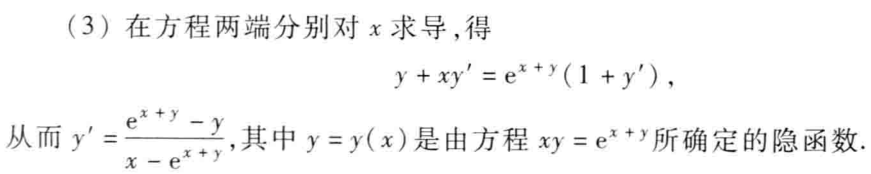 (3) 在方程两端分别对 x 求导,得
y + xy′ = e^{x+y}(1 + y′),
从而 y′ = \frac{e^{x+y} - y}{x - e^{x+y}},其中 y = y(x)是由方程 xy = e^{x+y}所确定的隐函数.